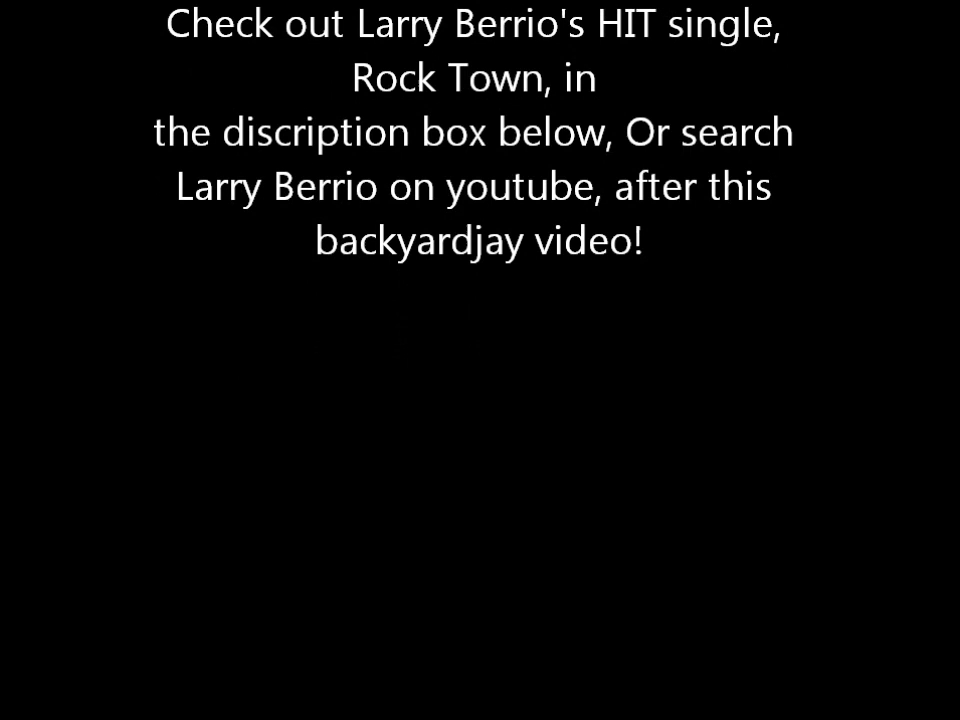 Check out Larry Berrio's HIT single,
Rock Town, in
the discription box below, Or search
Larry Berrio on youtube, after this
backyardjay video!